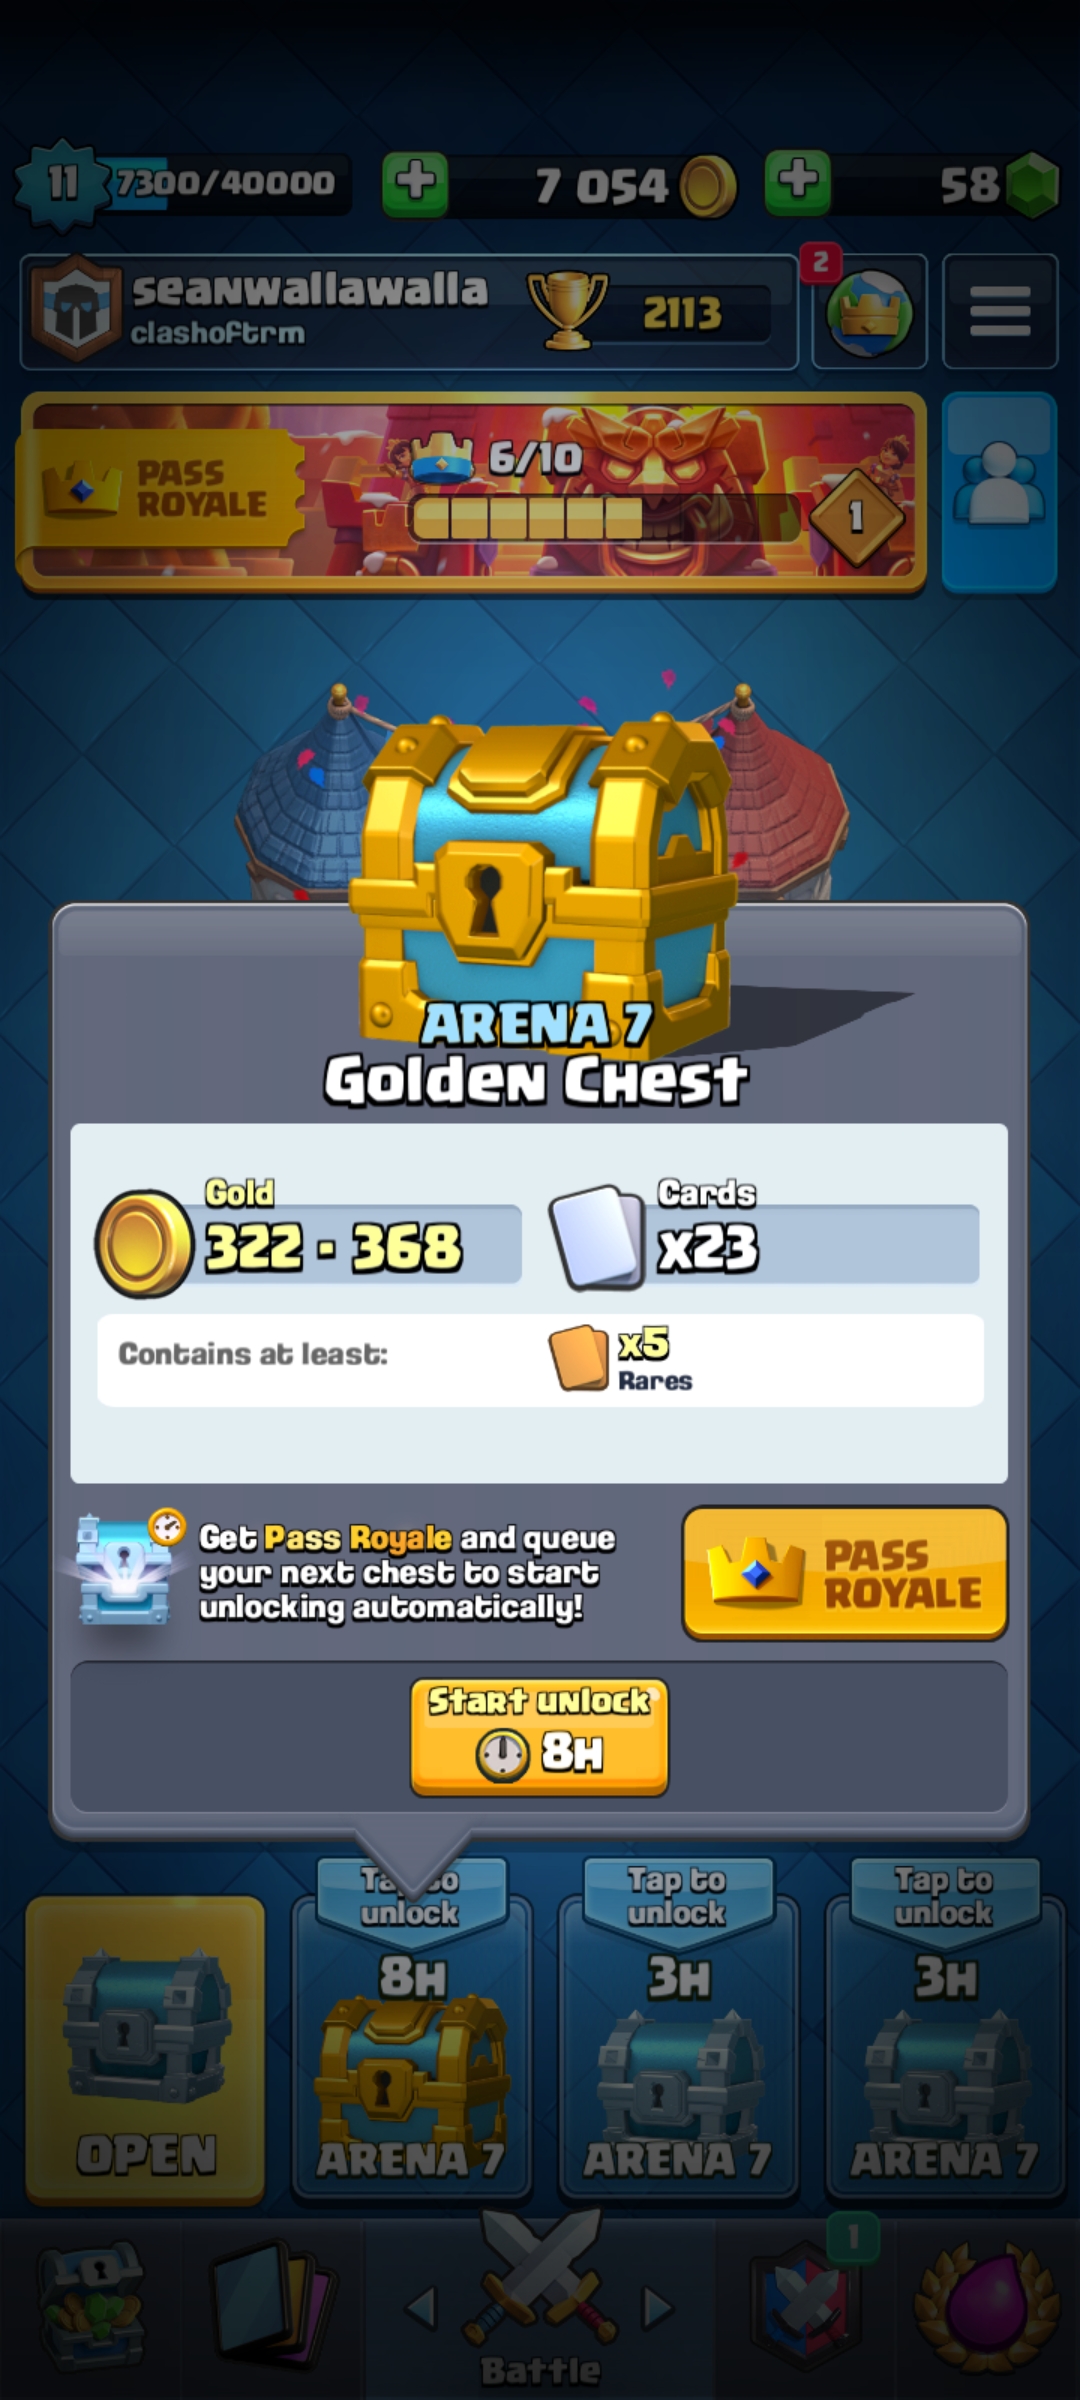 11 7300/40000 7 054 58
seanwallawalla 2113 2
clashoftrm
PASS
ROYALE
6/10
1
ARENA 7
Golden Chest
Gold
322 - 368
Cards
x23
Contains at least:
x5
Rares
Get Pass Royale and queue
your next chest to start
unlocking automatically!
PASS
ROYALE
Start unlock
8H
OPEN
Tap to
unlock
8H
ARENA 7
Tap to
unlock
3H
ARENA 7
Tap to
unlock
3H
ARENA 7
Battle
1